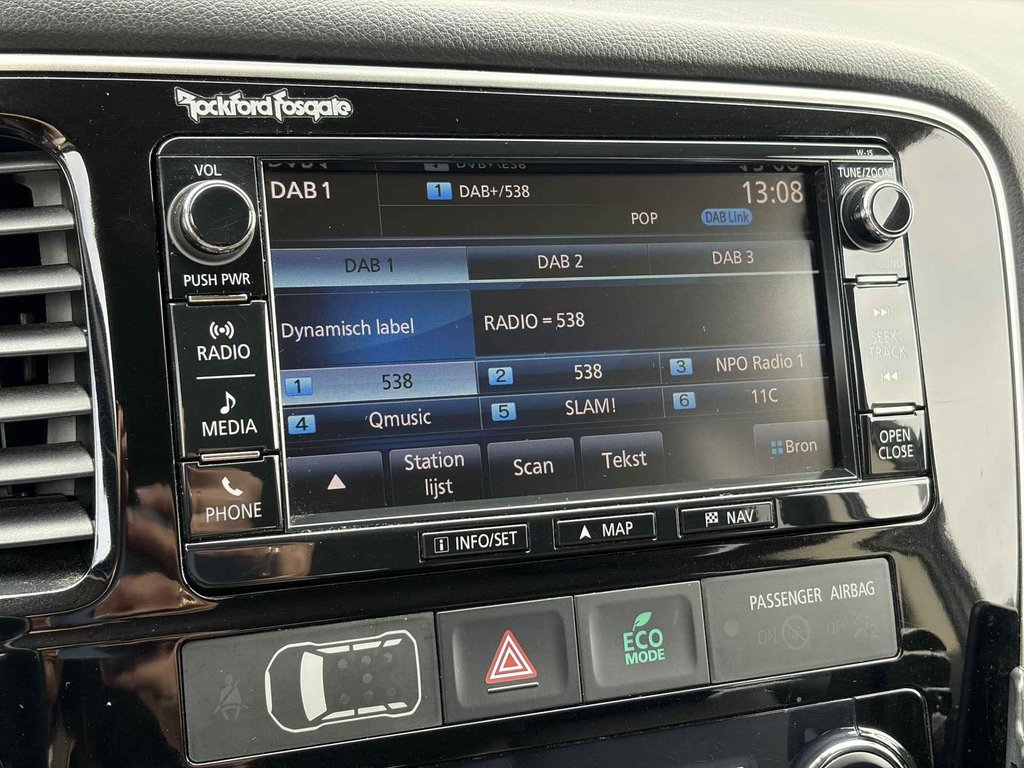 Rockford Fosgate
W-15
VOL
TUNE/ZOOM
DAB 1
1 DAB+/538
13:08
POP
DAB Link
PUSH PWR
DAB 1
DAB 2
DAB 3
SOUND
Dynamisch label
RADIO = 538
RADIO
SEEK
TRACK
1 538
2 538
3 NPO Radio 1
MEDIA
4 Qmusic
5 SLAM!
6 11C
OPEN
CLOSE
PHONE
Station
lijst
Scan
Tekst
Bron
INFO/SET
MAP
NAV
PASSENGER AIRBAG
ON
OFF
ECO
MODE